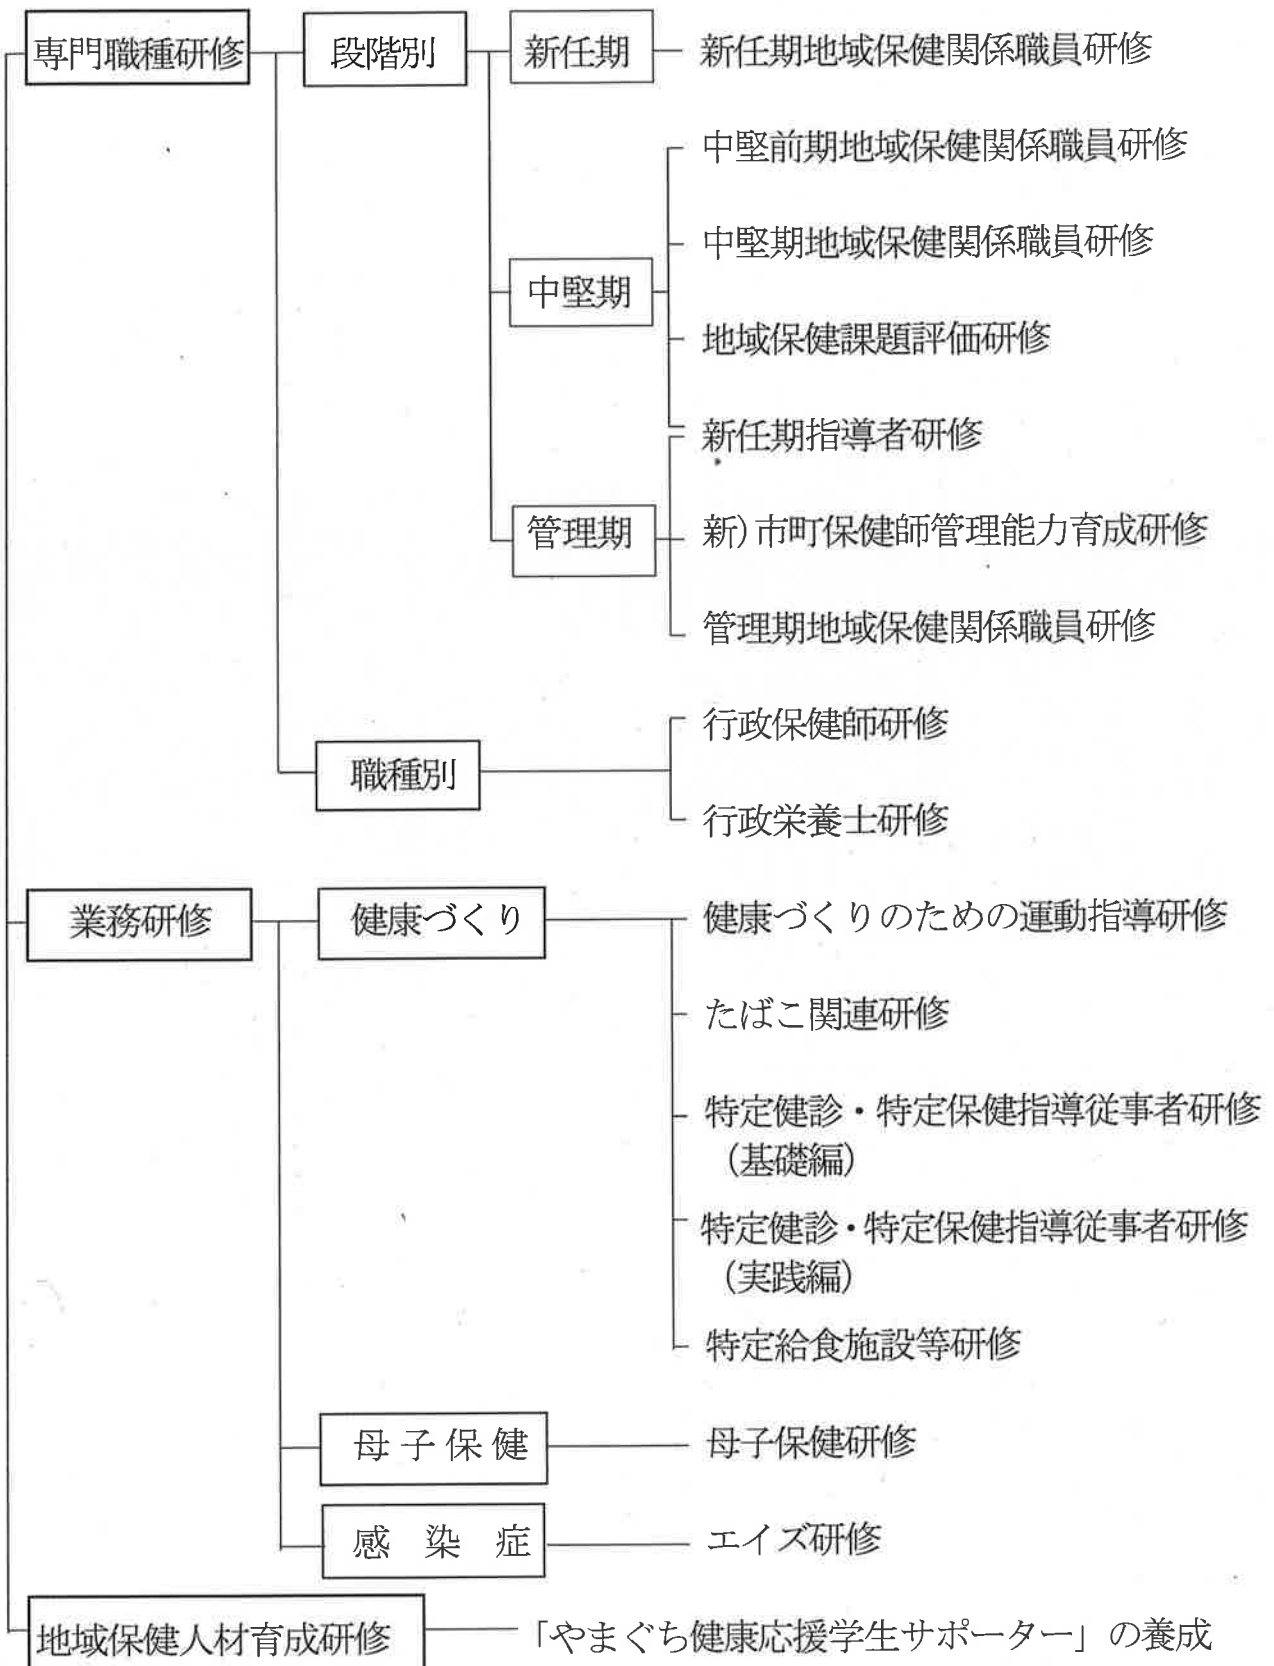 専門職種研修
段階別
新任期
新任期地域保健関係職員研修
中堅前期地域保健関係職員研修
中堅期地域保健関係職員研修
中堅期
地域保健課題評価研修
新任期指導者研修
管理期
新）市町保健師管理能力育成研修
管理期地域保健関係職員研修
職種別
行政保健師研修
行政栄養士研修
業務研修
健康づくり
健康づくりのための運動指導研修
たばこ関連研修
特定健診・特定保健指導従事者研修
（基礎編）
特定健診・特定保健指導従事者研修
（実践編）
特定給食施設等研修
母子保健
母子保健研修
感染症
エイズ研修
地域保健人材育成研修
「やまぐち健康応援学生サポーター」の養成